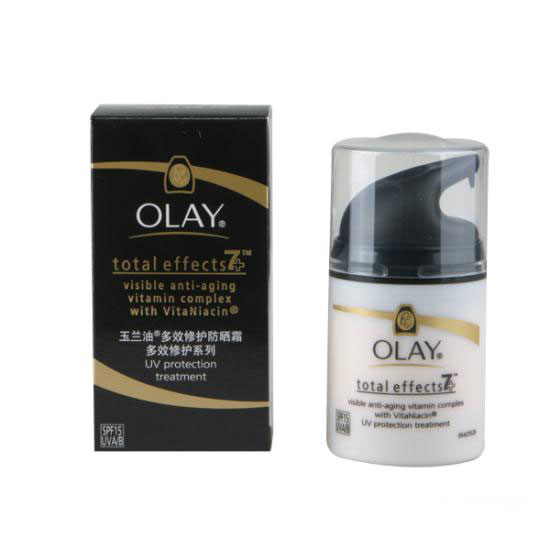 OLAY®
total effects 7+™
visible anti-aging
vitamin complex
with VitaNiacin®
玉兰油®多效修护防晒霜
多效修护系列
UV protection
treatment
SPF15
UVA/B
OLAY®
total effects 7+™
visible anti-aging vitamin complex
with VitaNiacin®
UV protection treatment
SPF15
UVA/B